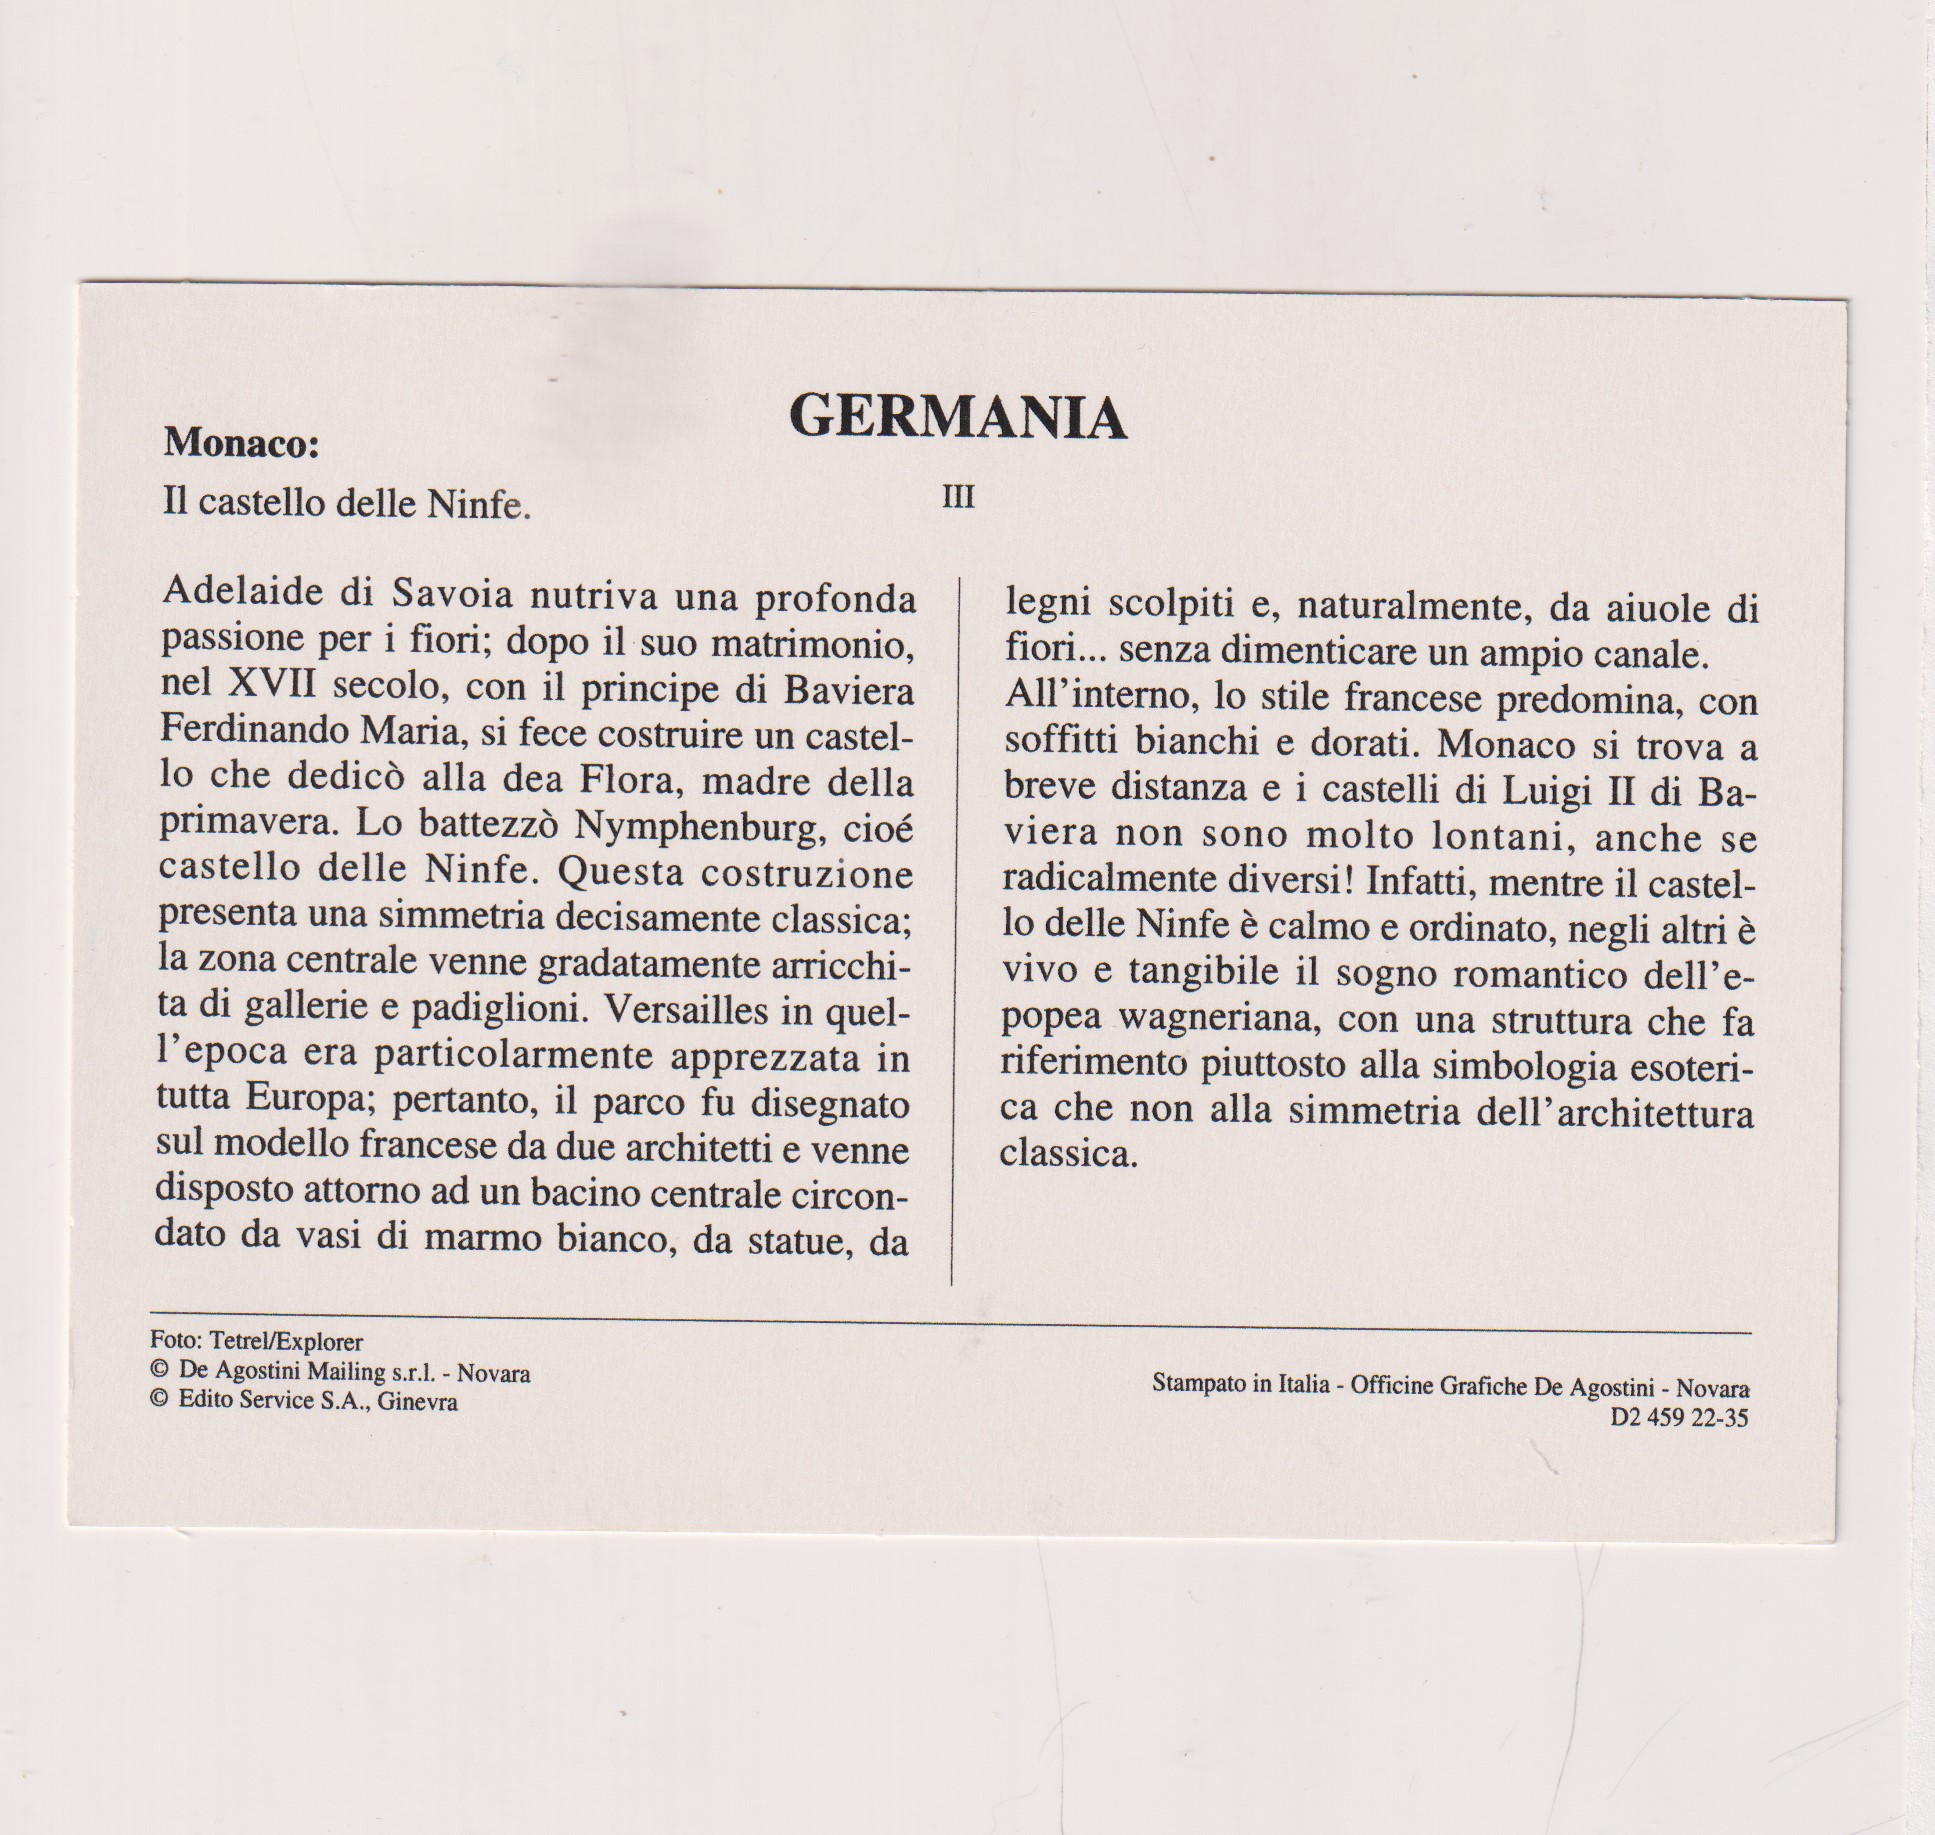 GERMANIA
Monaco:
Il castello delle Ninfe.
III
Adelaide di Savoia nutriva una profonda
passione per i fiori; dopo il suo matrimonio,
nel XVII secolo, con il principe di Baviera
Ferdinando Maria, si fece costruire un castel-
lo che dedicò alla dea Flora, madre della
primavera. Lo battezzò Nymphenburg, cioé
castello delle Ninfe. Questa costruzione
presenta una simmetria decisamente classica;
la zona centrale venne gradatamente arricchi-
ta di gallerie e padiglioni. Versailles in quel-
l'epoca era particolarmente apprezzata in
tutta Europa; pertanto, il parco fu disegnato
sul modello francese da due architetti e venne
disposto attorno ad un bacino centrale circon-
dato da vasi di marmo bianco, da statue, da
legni scolpiti e, naturalmente, da aiuole di
fiori... senza dimenticare un ampio canale.
All'interno, lo stile francese predomina, con
soffitti bianchi e dorati. Monaco si trova a
breve distanza e i castelli di Luigi II di Ba-
viera non sono molto lontani, anche se
radicalmente diversi! Infatti, mentre il castel-
lo delle Ninfe è calmo e ordinato, negli altri è
vivo e tangibile il sogno romantico dell'e-
popea wagneriana, con una struttura che fa
riferimento piuttosto alla simbologia esoteri-
ca che non alla simmetria dell'architettura
classica.
Foto: Tetrel/Explorer
© De Agostini Mailing s.r.l. - Novara
© Edito Service S.A., Ginevra
Stampato in Italia - Officine Grafiche De Agostini - Novara
D2 459 22-35